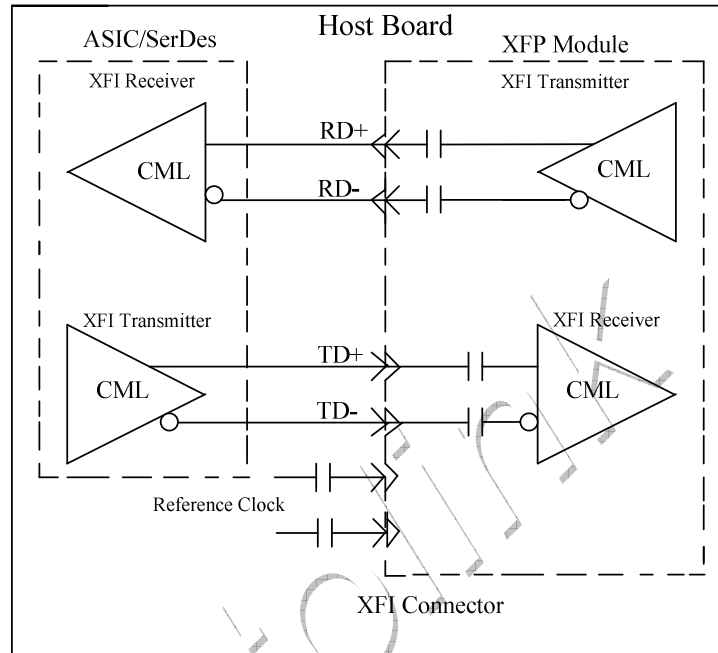 Host Board
ASIC/SerDes
XFP Module
XFI Receiver
XFI Transmitter
RD+
CML
CML
RD-
XFI Transmitter
XFI Receiver
TD+
CML
CML
TD-
Reference Clock
XFI Connector